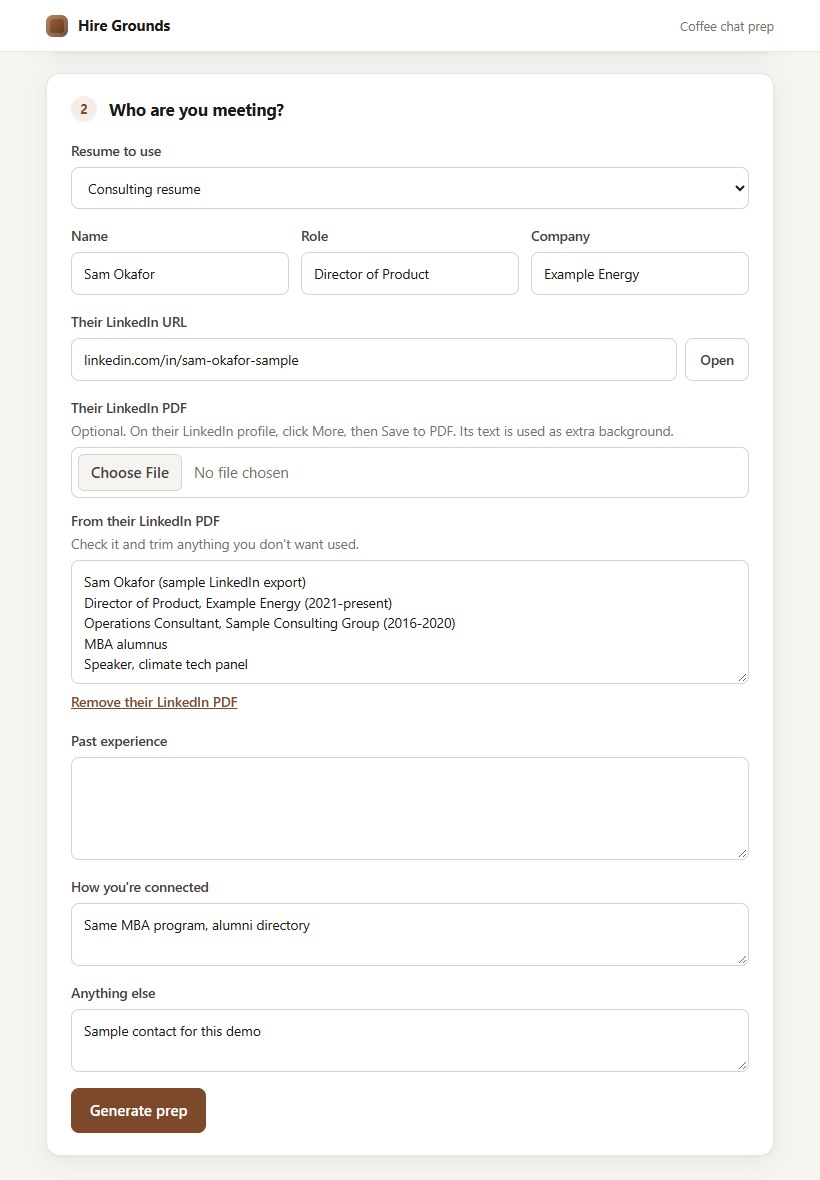 Hire Grounds
Coffee chat prep
2
Who are you meeting?
Resume to use
Consulting resume
Name
Role
Company
Sam Okafor
Director of Product
Example Energy
Their LinkedIn URL
linkedin.com/in/sam-okafor-sample
Open
Their LinkedIn PDF
Optional. On their LinkedIn profile, click More, then Save to PDF. Its text is used as extra background.
Choose File
No file chosen
From their LinkedIn PDF
Check it and trim anything you don't want used.
Sam Okafor (sample LinkedIn export)
Director of Product, Example Energy (2021-present)
Operations Consultant, Sample Consulting Group (2016-2020)
MBA alumnus
Speaker, climate tech panel
Remove their LinkedIn PDF
Past experience
How you're connected
Same MBA program, alumni directory
Anything else
Sample contact for this demo
Generate prep